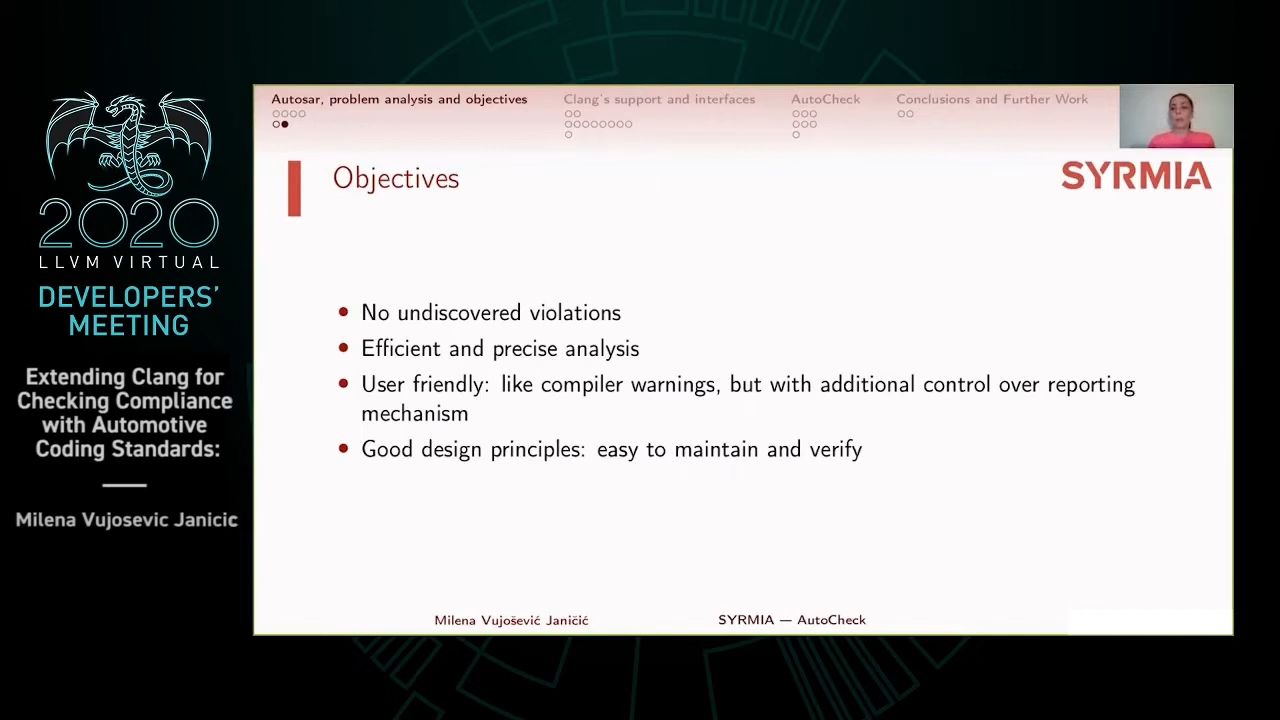 2020
LLVM VIRTUAL
DEVELOPERS'
MEETING
Extending Clang for
Checking Compliance
with Automotive
Coding Standards:
Milena Vujosevic Janicic
Autosar, problem analysis and objectives
Clang's support and interfaces
AutoCheck
Conclusions and Further Work
Objectives
SYRMIA
• No undiscovered violations
• Efficient and precise analysis
• User friendly: like compiler warnings, but with additional control over reporting
mechanism
• Good design principles: easy to maintain and verify
Milena Vujošević Janičić
SYRMIA — AutoCheck